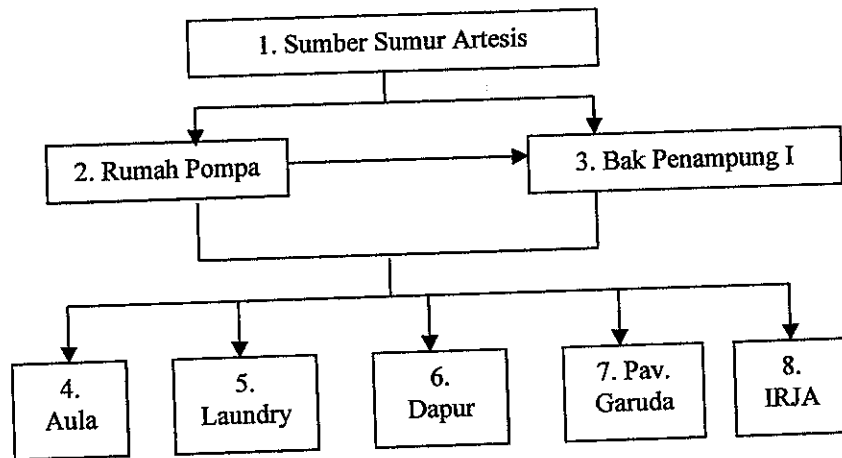 1. Sumber Sumur Artesis
2. Rumah Pompa
3. Bak Penampung I
4.
Aula
5.
Laundry
6.
Dapur
7. Pav.
Garuda
8.
IRJA